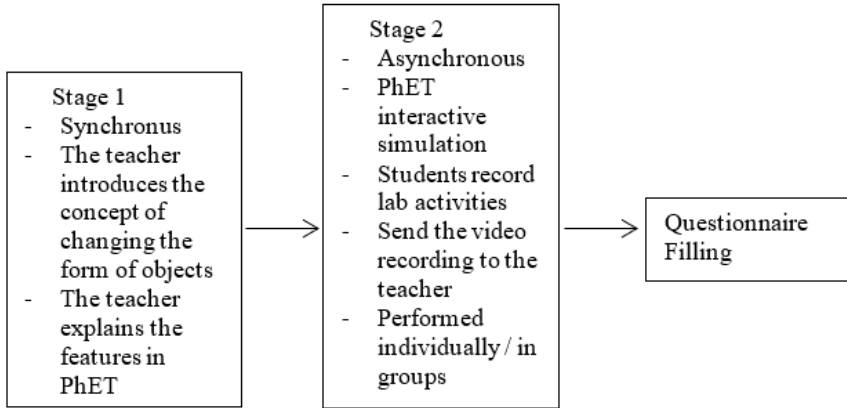 Stage 1
- Synchronus
- The teacher
introduces the
concept of
changing the
form of objects
- The teacher
explains the
features in
PhET
Stage 2
- Asynchronous
- PhET
interactive
simulation
- Students record
lab activities
- Send the video
recording to the
teacher
- Performed
individually / in
groups
Questionnaire
Filling